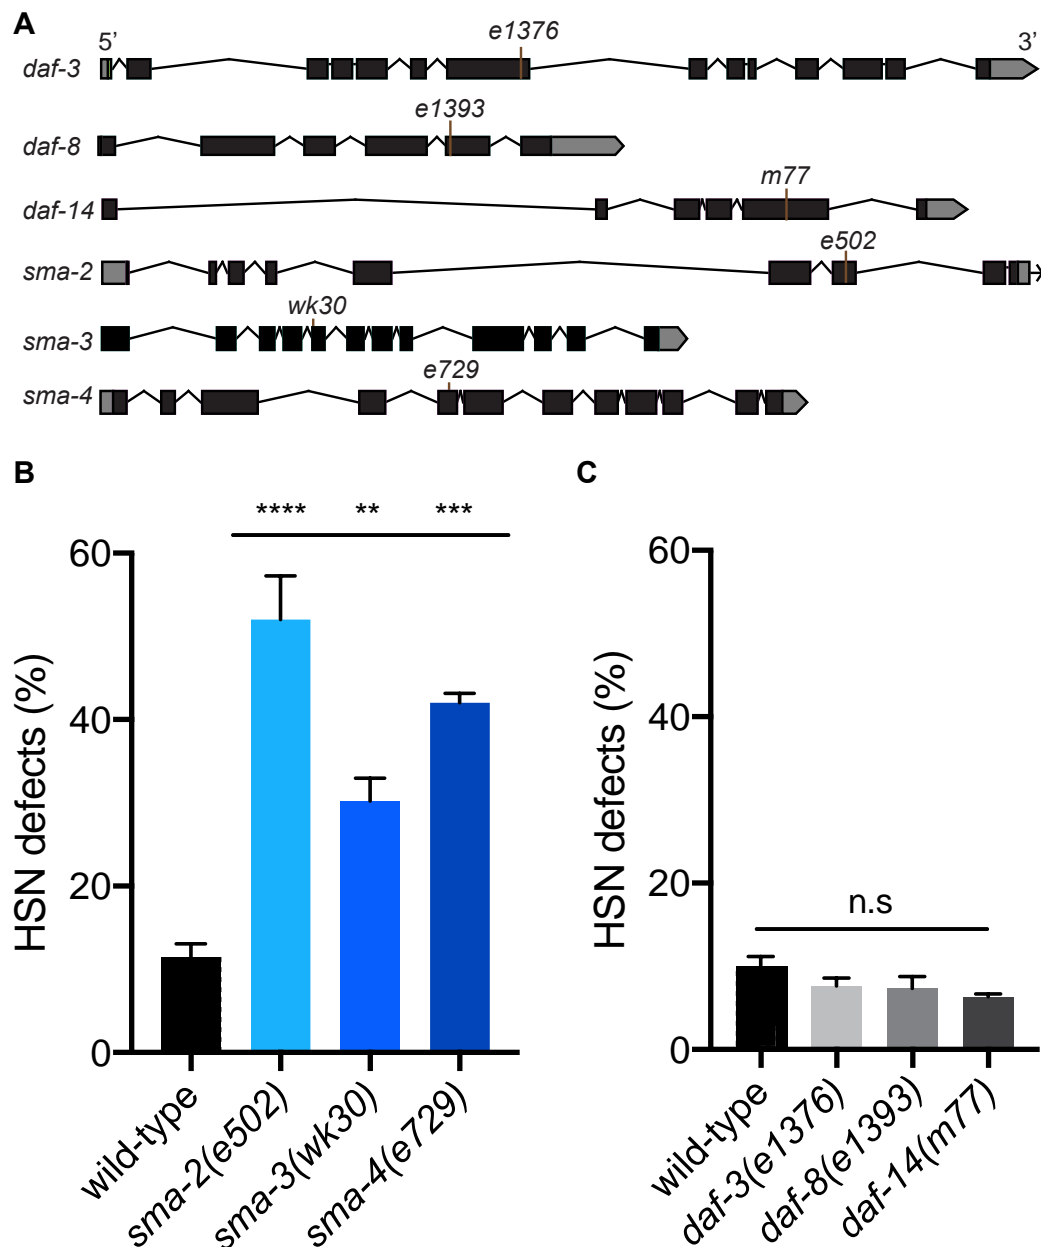 A
5’ e1376 3’
daf-3
e1393
daf-8
m77
daf-14
e502
sma-2
wk30
sma-3
e729
sma-4
B
**** ** ***
60
40
20
0
HSN defects (%)
wild-type
sma-2(e502)
sma-3(wk30)
sma-4(e729)
C
60
40
20
0
HSN defects (%)
n.s
wild-type
daf-3(e1376)
daf-8(e1393)
daf-14(m77)